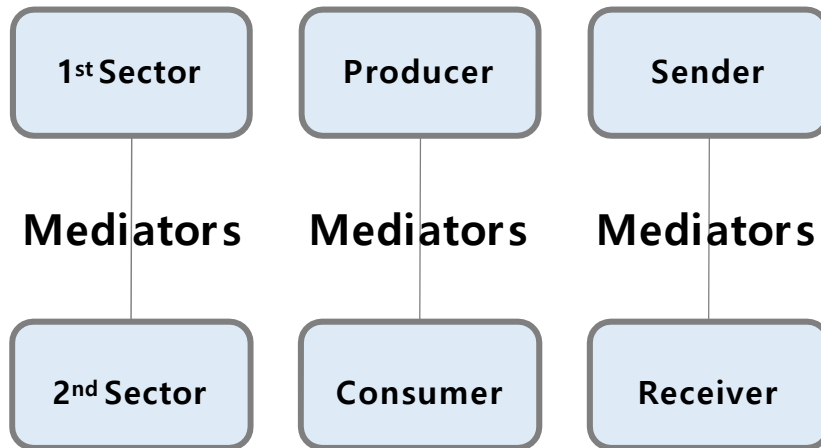 1st Sector
Producer
Sender
Mediators
Mediators
Mediators
2nd Sector
Consumer
Receiver